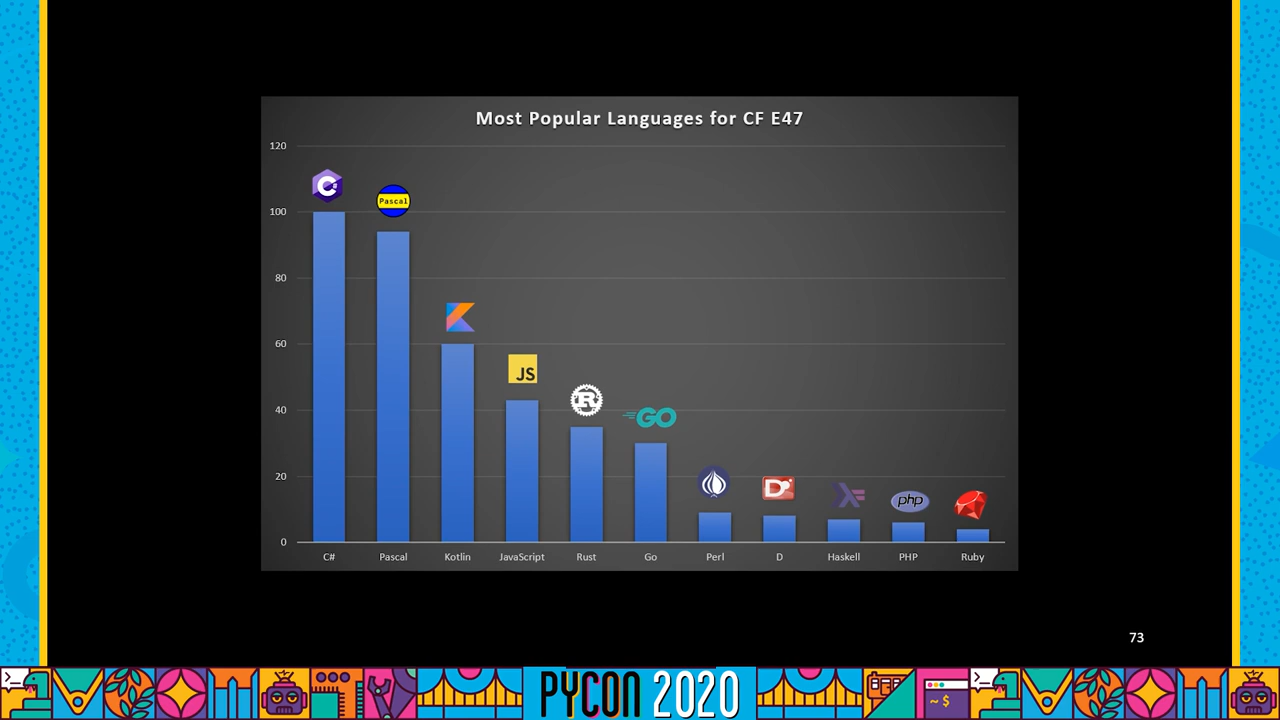 Most Popular Languages for CF E47
120
100
80
60
40
20
0
Pascal
JS
R
GO
D
php
C#
Pascal
Kotlin
JavaScript
Rust
Go
Perl
D
Haskell
PHP
Ruby
73
PYCON 2020
~$